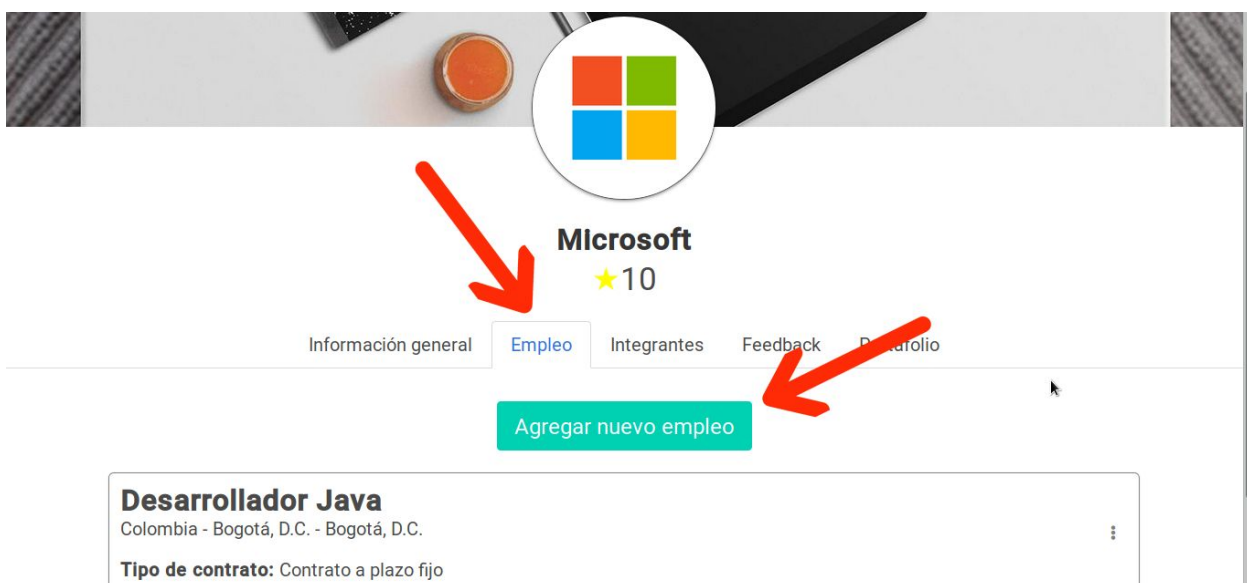 MIcrosoft
★10
Información general Empleo Integrantes Feedback
Agregar nuevo empleo
Desarrollador Java
Colombia - Bogotá, D.C. - Bogotá, D.C.
Tipo de contrato: Contrato a plazo fijo